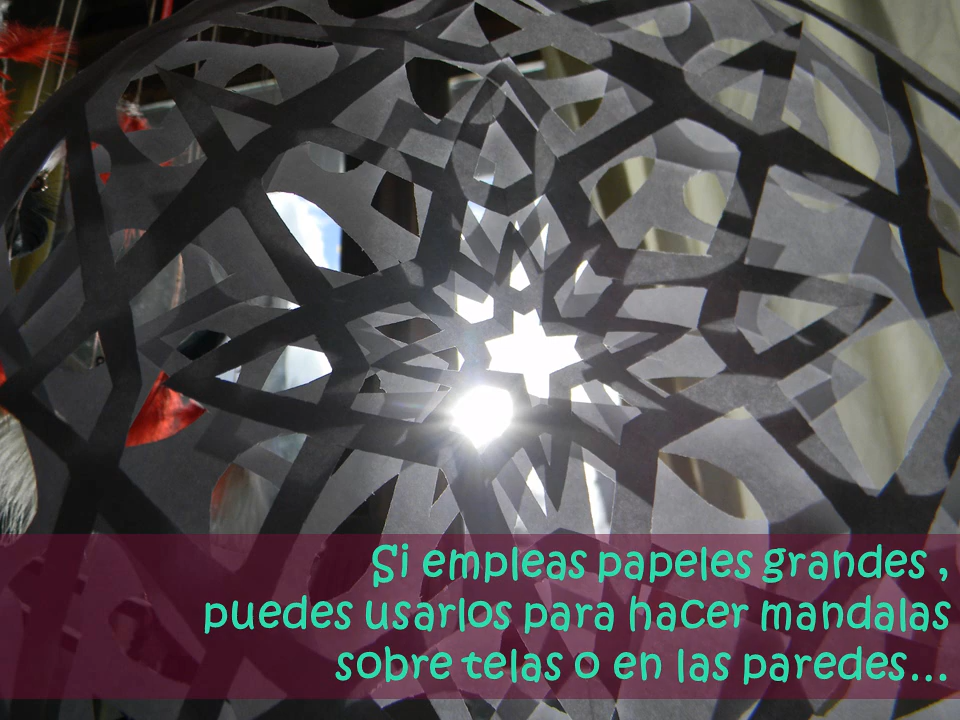 Si empleas papeles grandes ,
puedes usarlos para hacer mandalas
sobre telas o en las paredes...